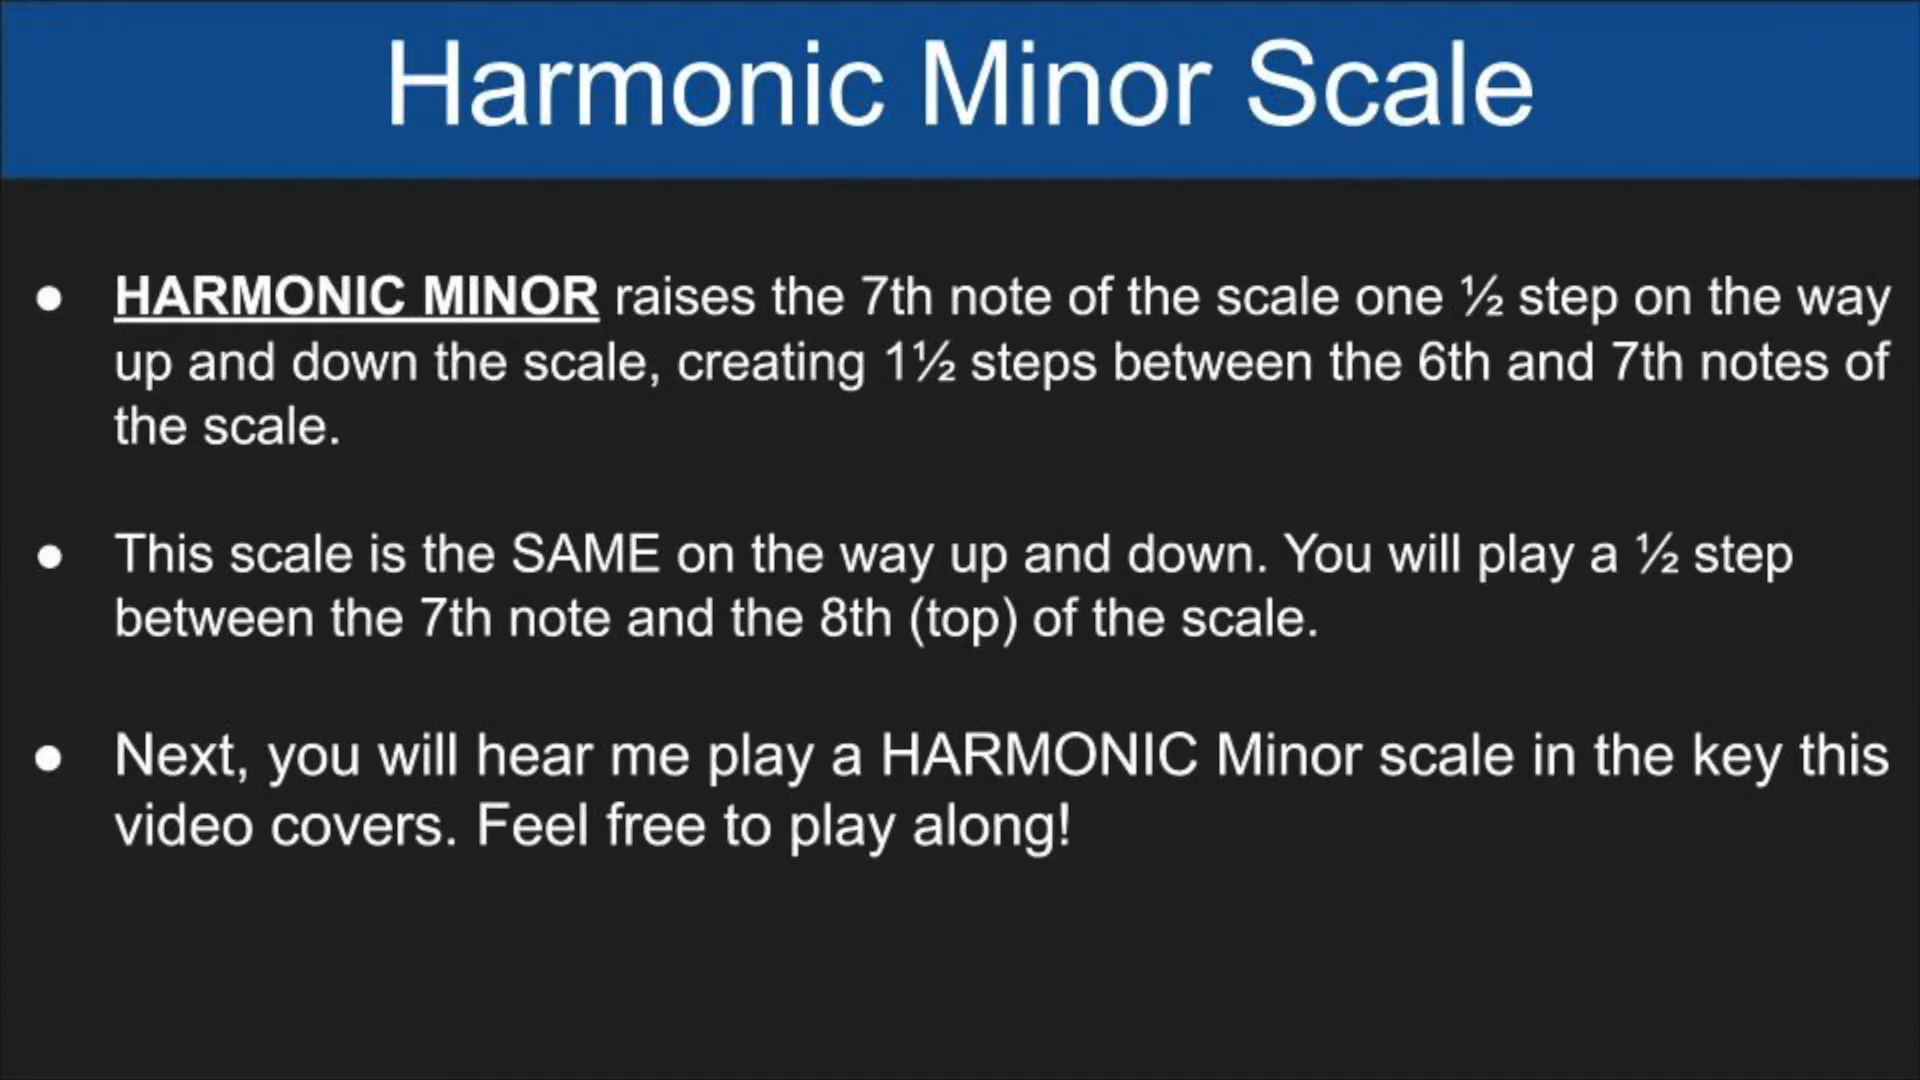 Harmonic Minor Scale
● HARMONIC MINOR raises the 7th note of the scale one ½ step on the way
up and down the scale, creating 1½ steps between the 6th and 7th notes of
the scale.
● This scale is the SAME on the way up and down. You will play a ½ step
between the 7th note and the 8th (top) of the scale.
● Next, you will hear me play a HARMONIC Minor scale in the key this
video covers. Feel free to play along!